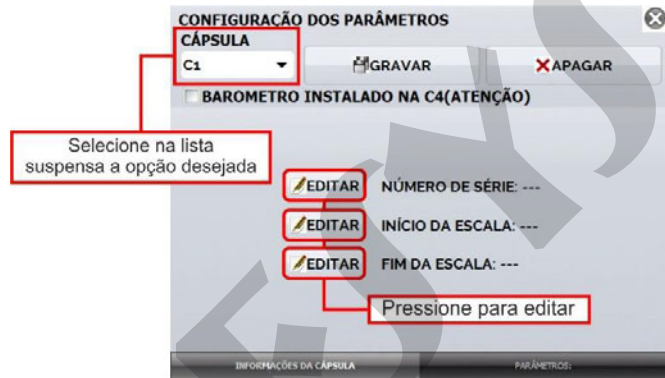 CONFIGURAÇÃO DOS PARÂMETROS
CÁPSULA
C1
GRAVAR
APAGAR
BAROMETRO INSTALADO NA C4(ATENÇÃO)
Selecione na lista
suspensa a opção desejada
EDITAR NÚMERO DE SÉRIE: ---
EDITAR INÍCIO DA ESCALA: ---
EDITAR FIM DA ESCALA: ---
Pressione para editar
INFORMAÇÕES DA CÁPSULA
PARÂMETROS: